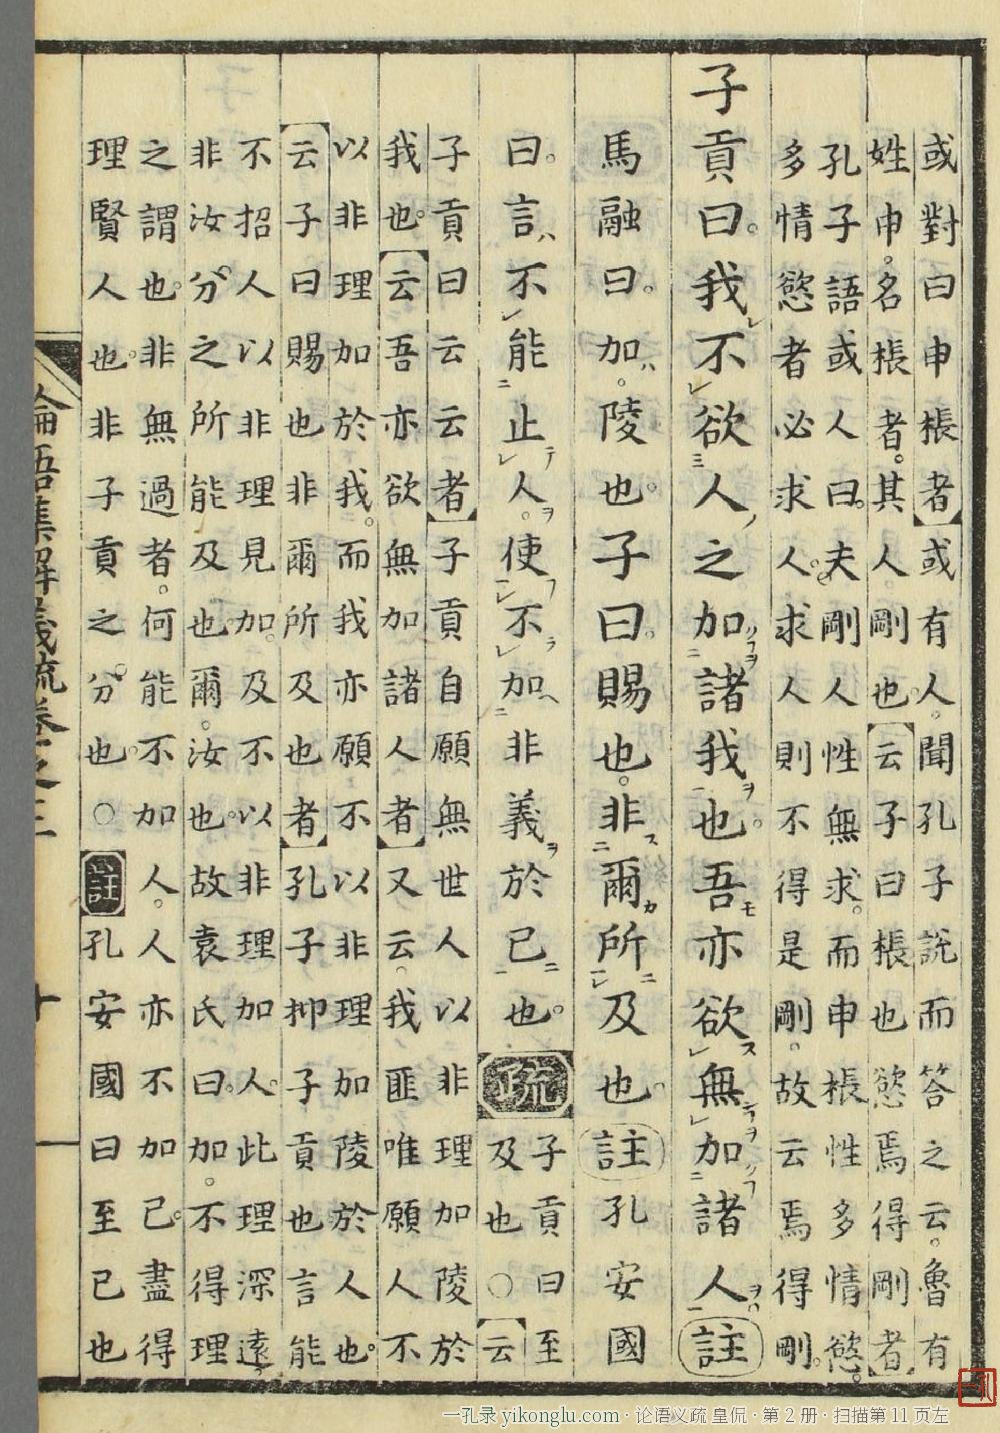 或對曰申棖者或有人聞孔子說而答之云魯有
姓申名棖者其人剛也云子曰棖也慾焉得剛者
孔子語或人曰夫剛人性無求而申棖性多情慾
多情慾者必求人求人則不得是剛故云焉得剛
子貢曰我不欲人之加諸我也吾亦欲無加諸人註
馬融曰加陵也子曰賜也非爾所及也註孔安國
曰言不能止人使不加非義於已也疏子貢曰至
及也○云
子貢曰云云者子貢自願無世人以非理加陵於
我也云吾亦欲無加諸人者又云我匪唯願人不
以非理加於我而我亦願不以非理加陵於人也
云子曰賜也非爾所及也者孔子抑子貢也言能
不招人以非理見加及不以非理加人此理深遠
非汝分之所能及也爾汝也故袁氏曰加不得理
之謂也非無過者何能不加人人亦不加己盡得
理賢人也非子貢之分也○註孔安國曰至已也
論語集解義疏卷之三
十
一孔录 yikonglu.com · 论语义疏 皇侃 · 第 2 册 · 扫描第 11 页左